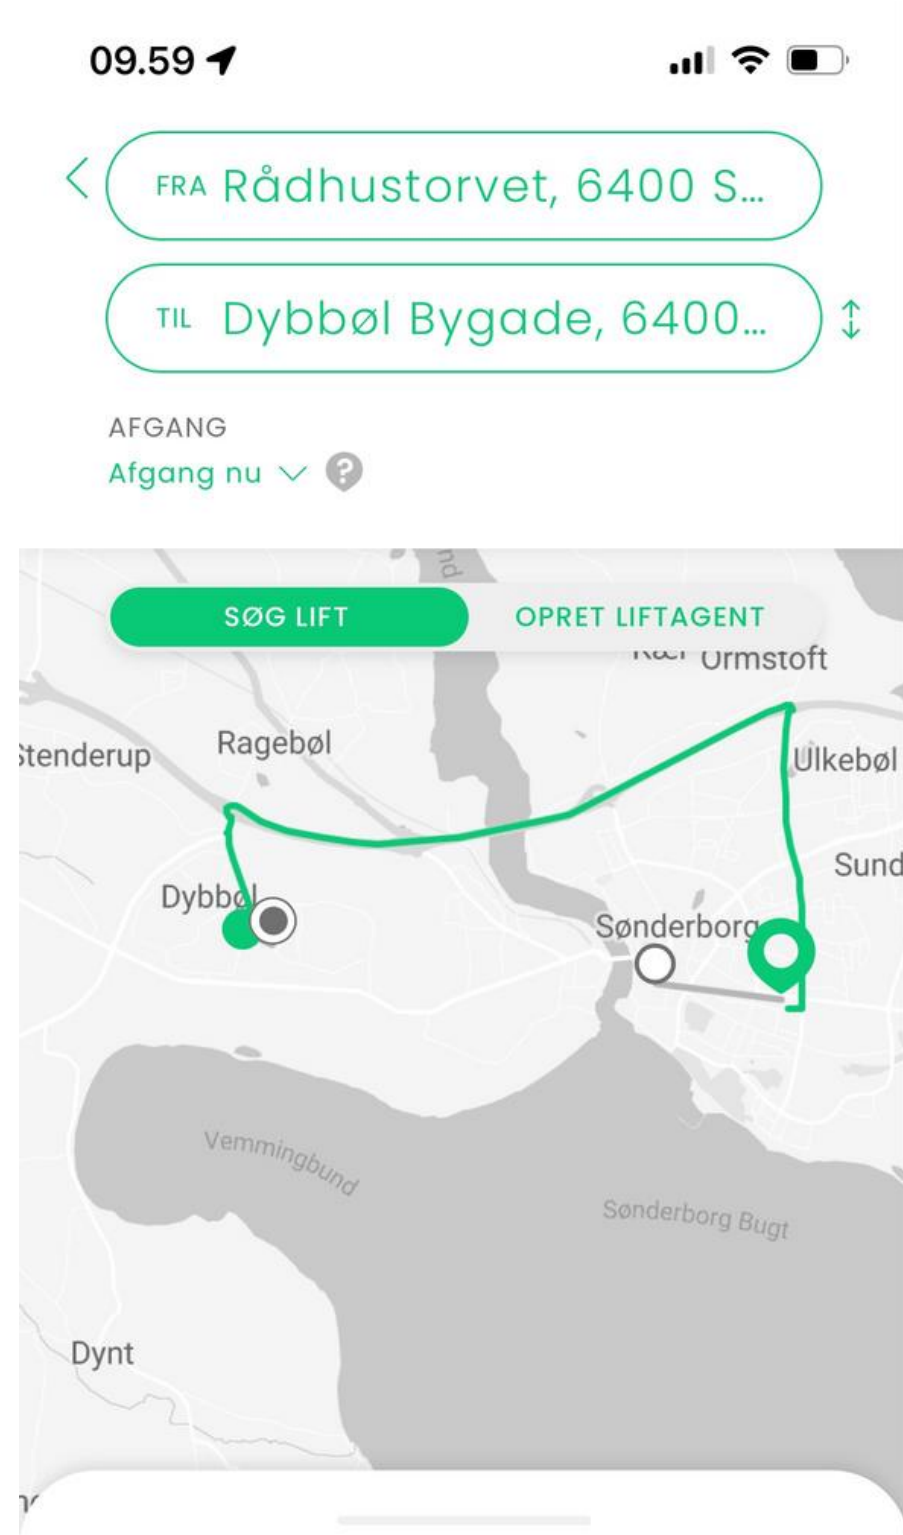 09.59
FRA Rådhustorvet, 6400 S...
TIL Dybbøl Bygade, 6400...
AFGANG
Afgang nu
?
nd
SØG LIFT
OPRET LIFTAGENT
Ormstoft
Ragebøl
Stenderup
Ulkebøl
Sund
Dybbøl
Sønderborg
Vemmingbund
Sønderborg Bugt
Dynt